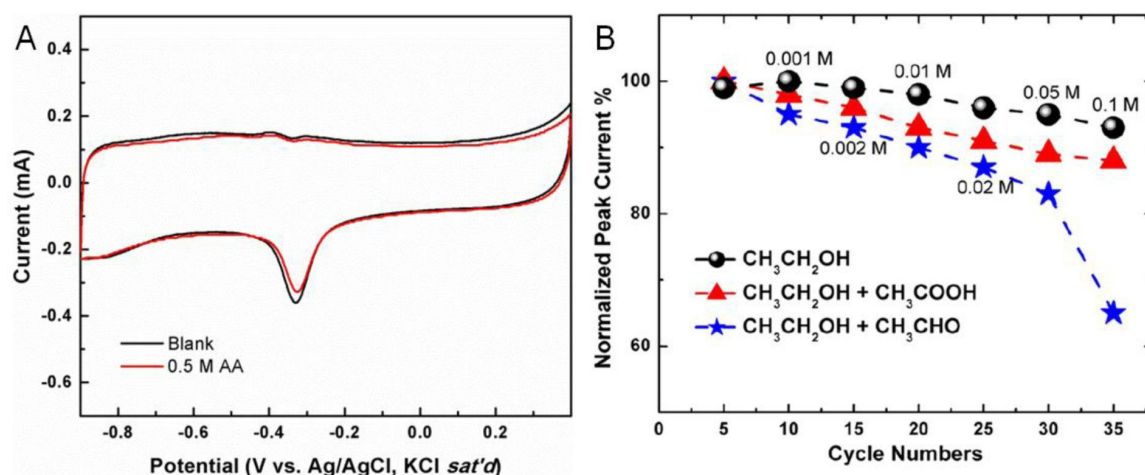 A
0.4
0.2
0.0
-0.2
-0.4
-0.6
Current (mA)
Blank
0.5 M AA
-0.8 -0.6 -0.4 -0.2 0.0 0.2
Potential (V vs. Ag/AgCl, KCl sat'd)
B
100
80
60
Normalized Peak Current %
0.001 M
0.01 M
0.05 M
0.1 M
0.002 M
0.02 M
CH₃CH₂OH
CH₃CH₂OH + CH₃COOH
CH₃CH₂OH + CH₃CHO
0 5 10 15 20 25 30 35
Cycle Numbers